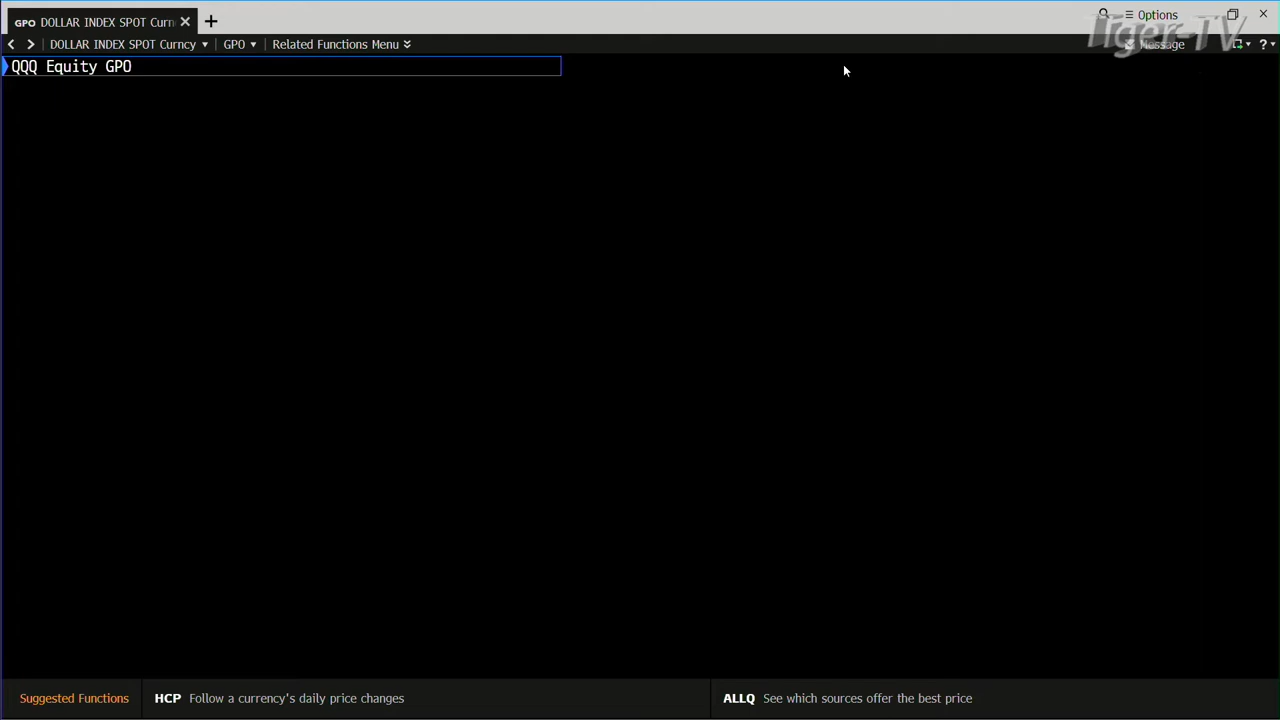 GPO DOLLAR INDEX SPOT Curn
Options
Tiger-TV
DOLLAR INDEX SPOT Curncy GPO Related Functions Menu
Message
?
QQQ Equity GPO
Suggested Functions
HCP Follow a currency's daily price changes
ALLQ See which sources offer the best price